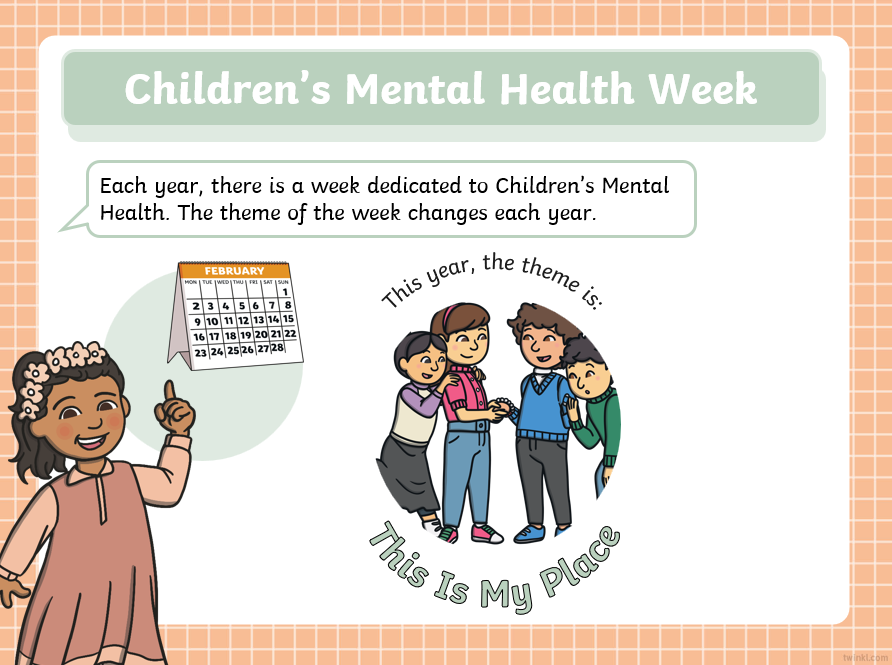 Children's Mental Health Week
Each year, there is a week dedicated to Children's Mental
Health. The theme of the week changes each year.
FEBRUARY
MON TUE WED THU FRI SAT SUN
1
2 3 4 5 6 7 8
9 10 11 12 13 14 15
16 17 18 19 20 21 22
23 24 25 26 27 28
This year, the theme is:
This Is My Place
twinkl.com